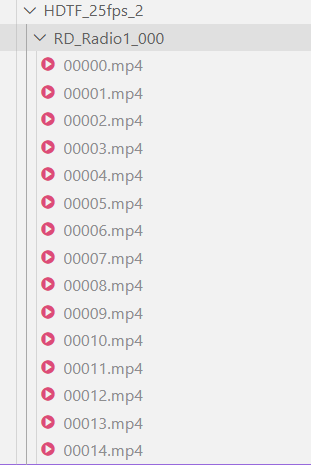 HDTF_25fps_2
RD_Radio1_000
00000.mp4
00001.mp4
00002.mp4
00003.mp4
00004.mp4
00005.mp4
00006.mp4
00007.mp4
00008.mp4
00009.mp4
00010.mp4
00011.mp4
00012.mp4
00013.mp4
00014.mp4